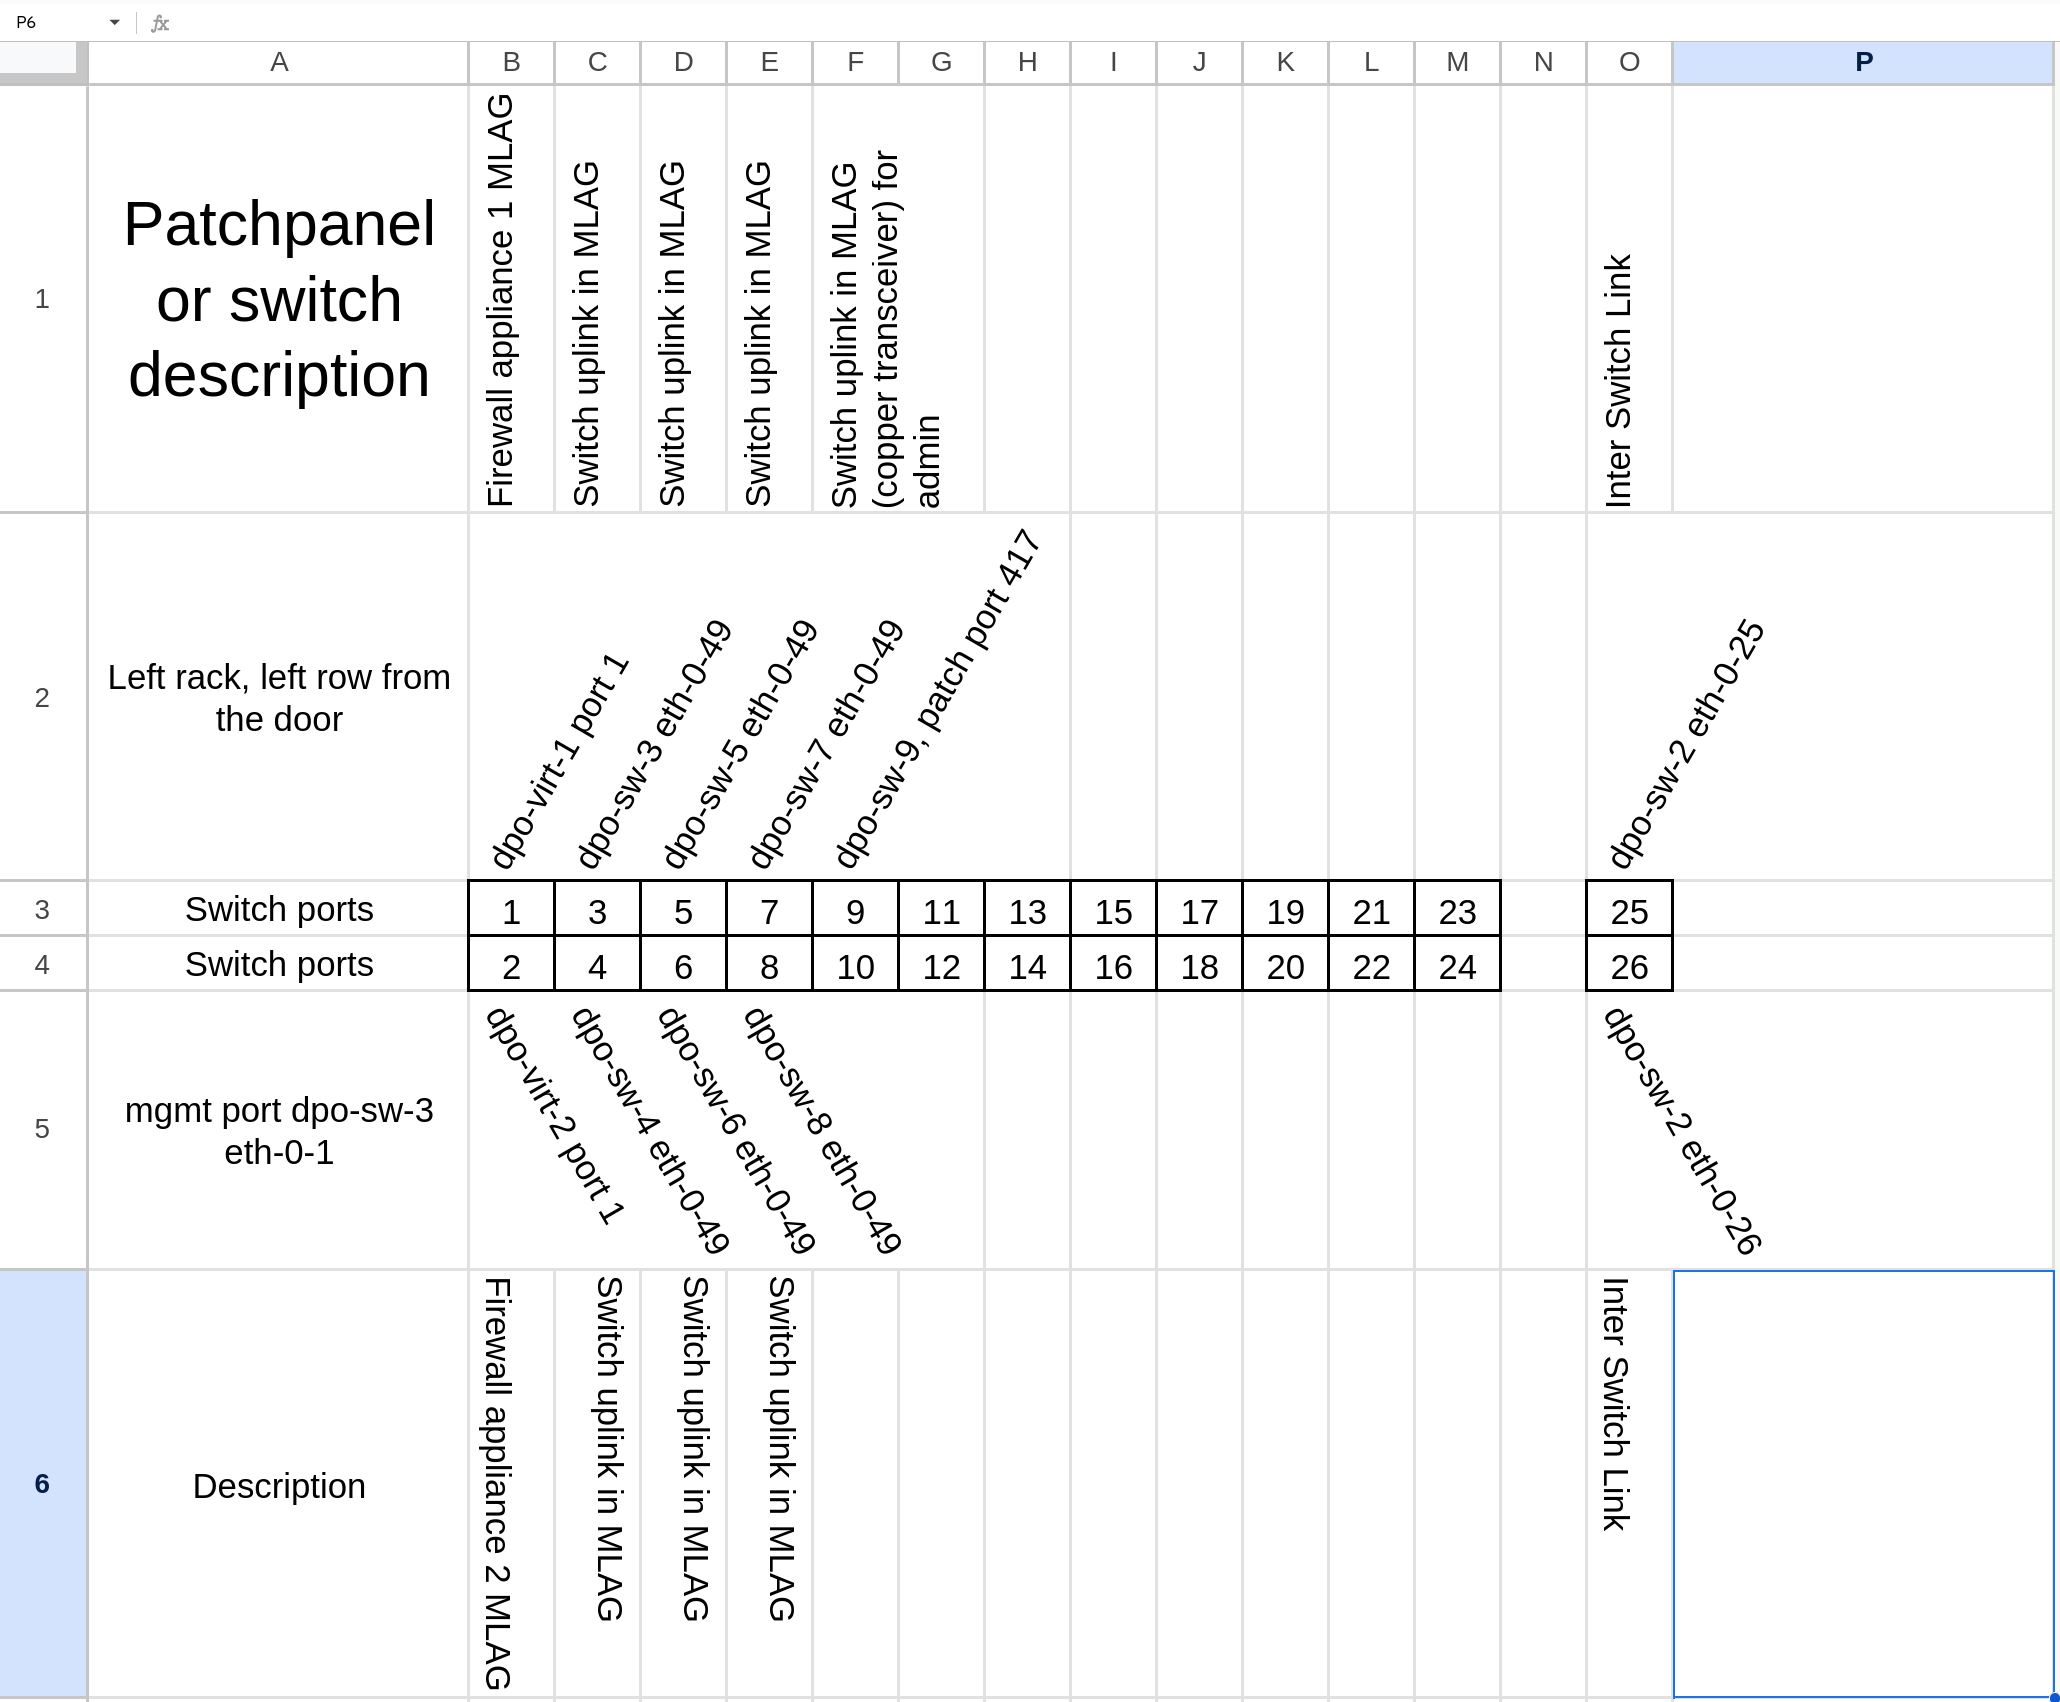 P6
fx
A B C D E F G H I J K L M N O P
1
Patchpanel
or switch
description
Firewall appliance 1 MLAG
Switch uplink in MLAG
Switch uplink in MLAG
Switch uplink in MLAG
Switch uplink in MLAG
(copper transceiver) for
admin
Inter Switch Link
2
Left rack, left row from
the door
dpo-virt-1 port 1
dpo-sw-3 eth-0-49
dpo-sw-5 eth-0-49
dpo-sw-7 eth-0-49
dpo-sw-9, patch port 417
dpo-sw-2 eth-0-25
3 Switch ports 1 3 5 7 9 11 13 15 17 19 21 23 25
4 Switch ports 2 4 6 8 10 12 14 16 18 20 22 24 26
5
mgmt port dpo-sw-3
eth-0-1
dpo-virt-2 port 1
dpo-sw-4 eth-0-49
dpo-sw-6 eth-0-49
dpo-sw-8 eth-0-49
dpo-sw-2 eth-0-26
6
Description
Firewall appliance 2 MLAG
Switch uplink in MLAG
Switch uplink in MLAG
Switch uplink in MLAG
Inter Switch Link